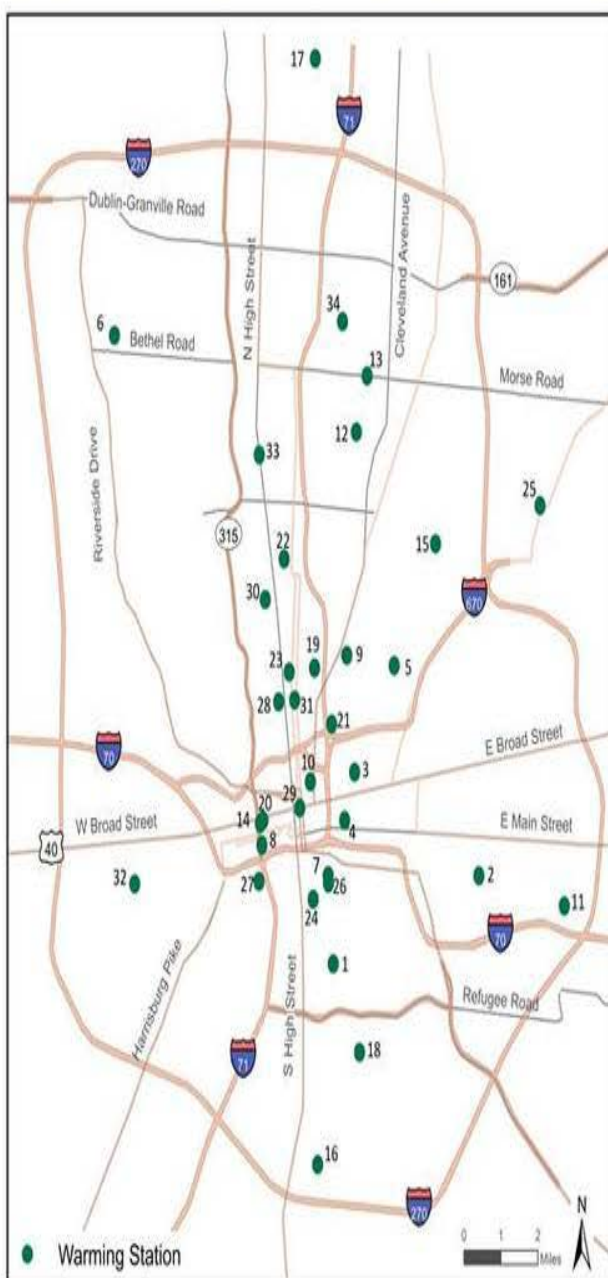 17
71
270
Dublin-Granville Road
161
N High Street
Cleveland Avenue
34
6
Bethel Road
13
Morse Road
12
33
Riverside Drive
25
315
22
15
670
30
19
9
23
5
28
31
21
70
E Broad Street
10
3
29
20
W Broad Street
14
4
E Main Street
40
8
7
2
32
27
26
11
24
70
1
Harrisburg Pike
S High Street
Refugee Road
71
18
16
270
N
0 1 2
Miles
Warming Station